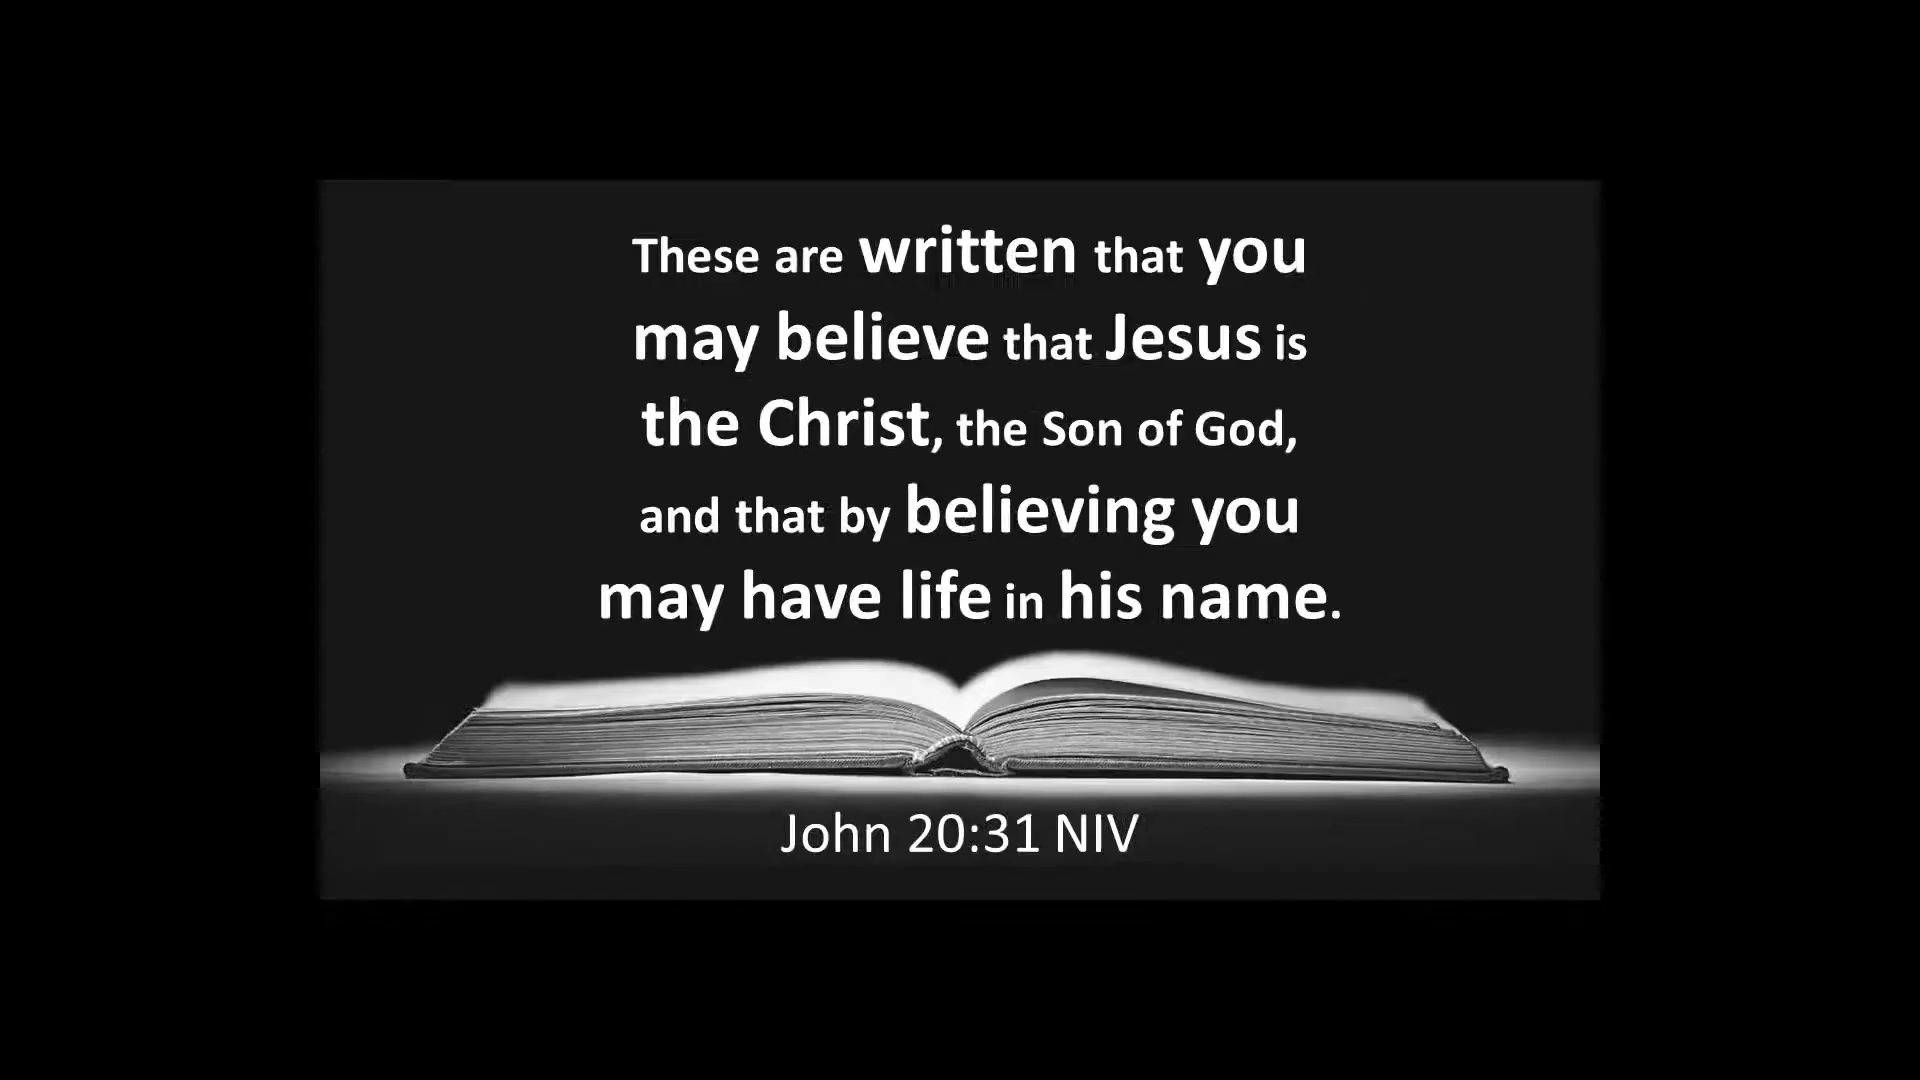 These are written that you
may believe that Jesus is
the Christ, the Son of God,
and that by believing you
may have life in his name.
John 20:31 NIV